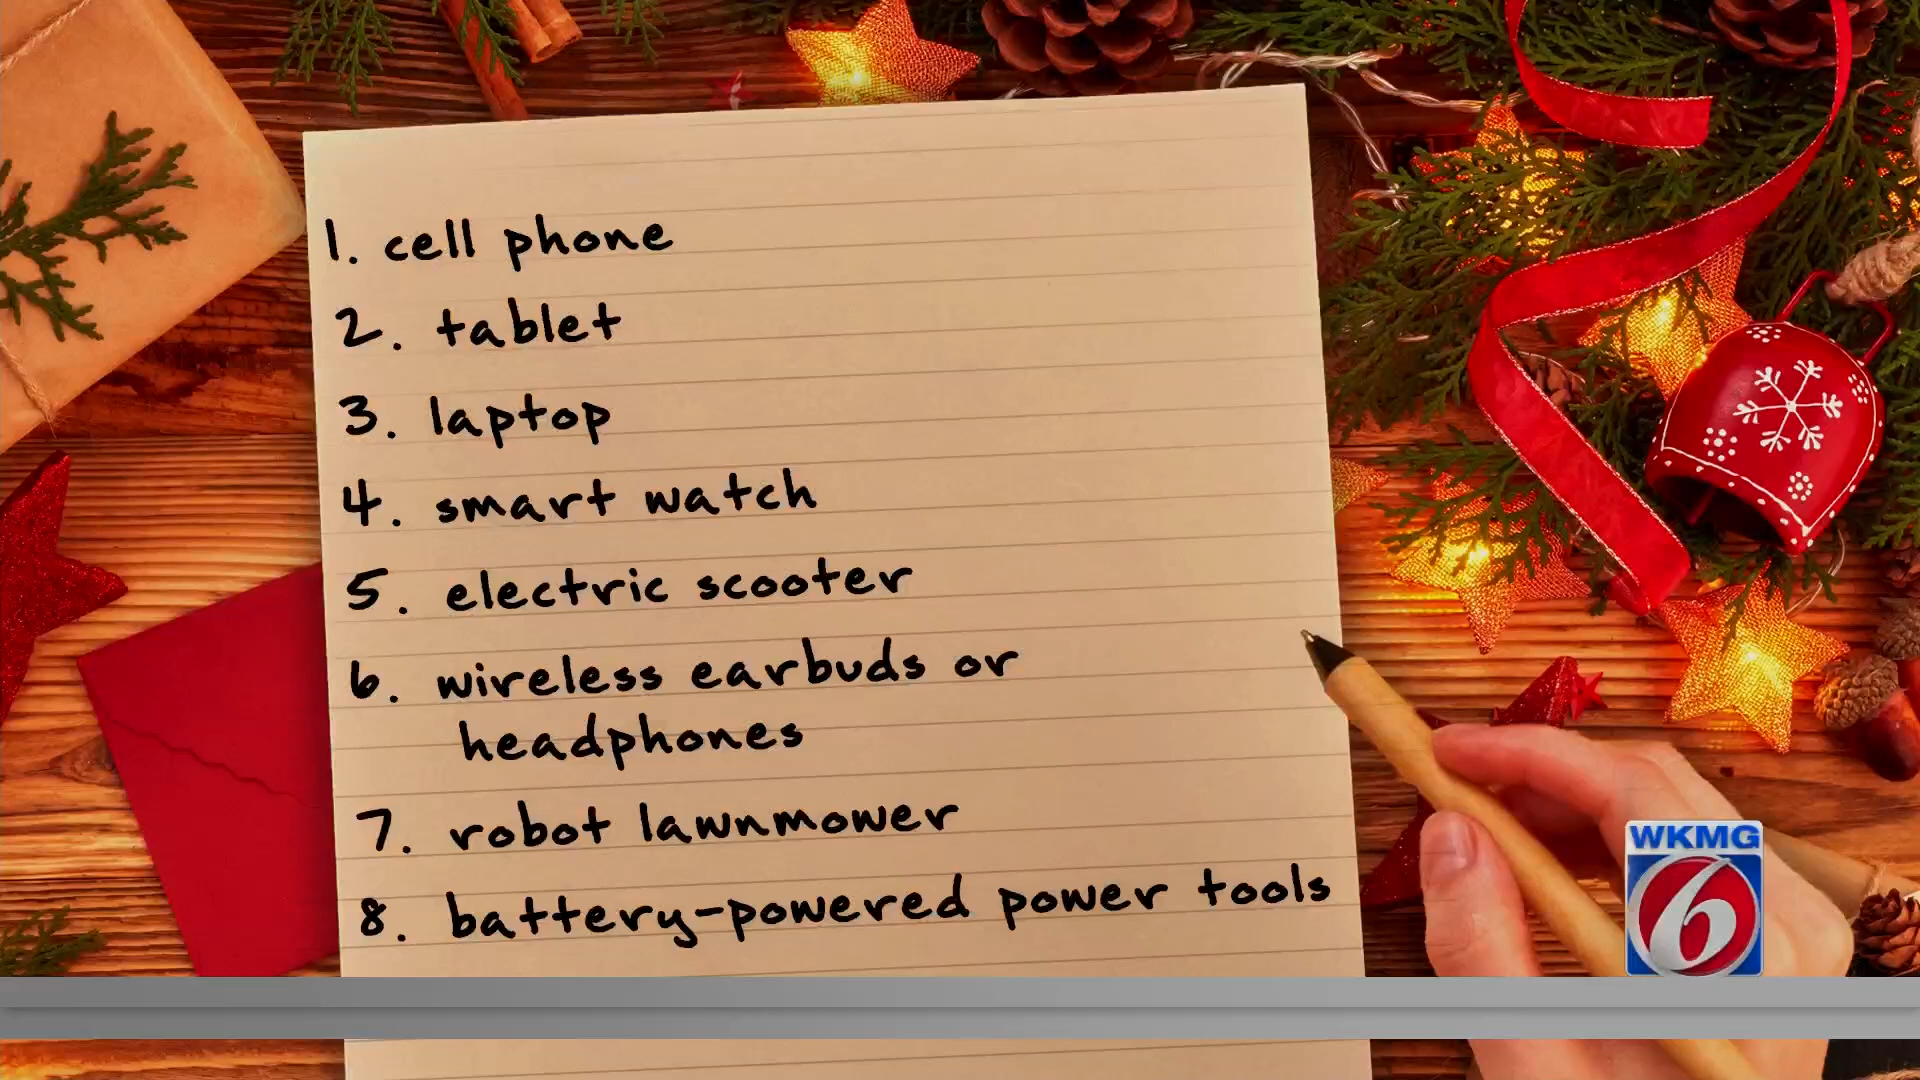 1. cell phone
2. tablet
3. laptop
4. smart watch
5. electric scooter
6. wireless earbuds or
headphones
7. robot lawnmower
8. battery-powered power tools
WKMG
6